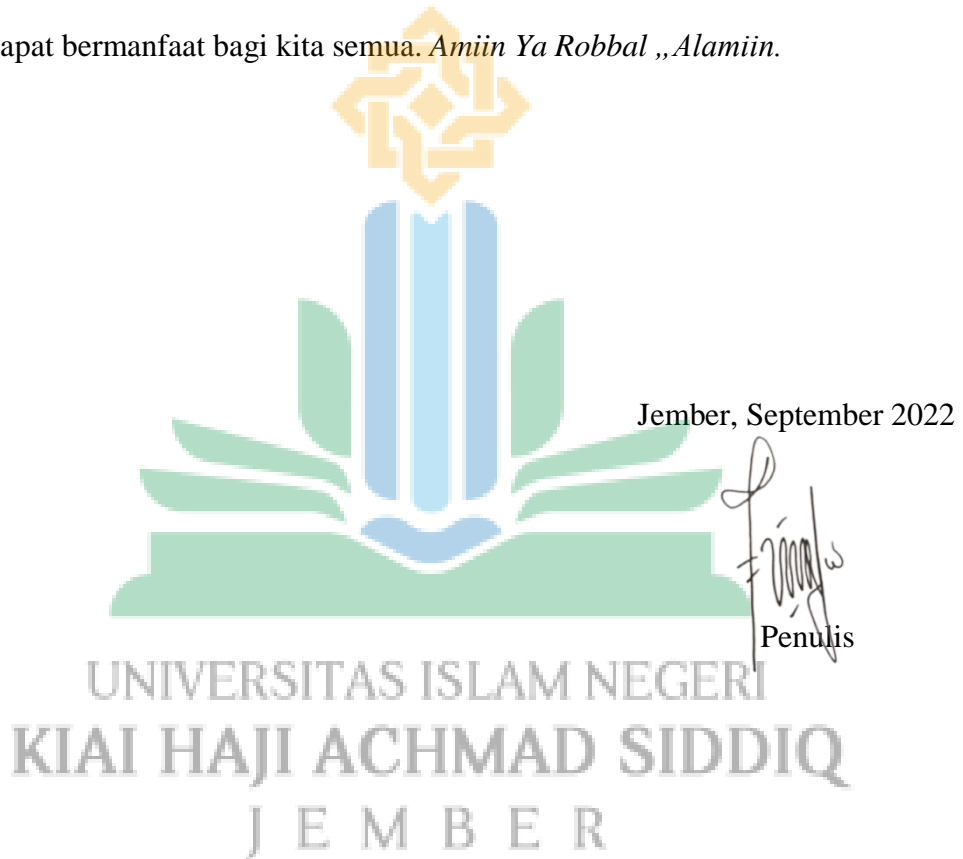 apat bermanfaat bagi kita semua. Amiin Ya Robbal „Alamiin.
Jember, September 2022
Penulis
UNIVERSITAS ISLAM NEGERI
KIAI HAJI ACHMAD SIDDIQ
JEMBER